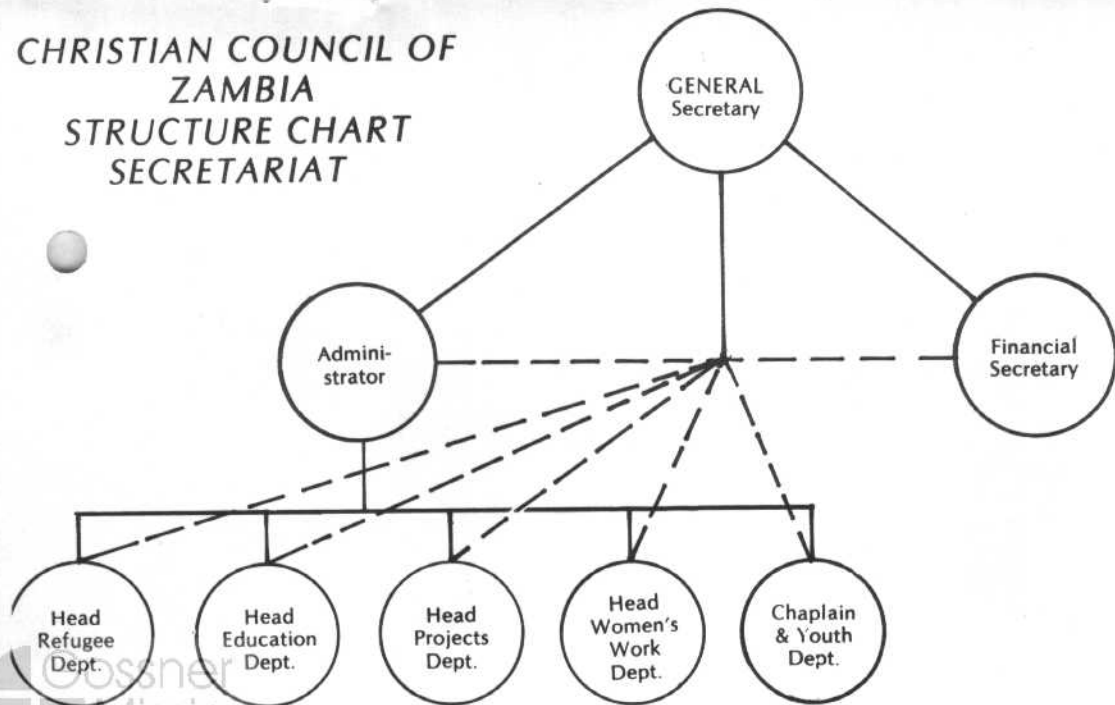 CHRISTIAN COUNCIL OF
ZAMBIA
STRUCTURE CHART
SECRETARIAT
GENERAL
Secretary
Admini-
strator
Financial
Secretary
Head
Refugee
Dept.
Head
Education
Dept.
Head
Projects
Dept.
Head
Women's
Work
Dept.
Chaplain
& Youth
Dept.
Gossner